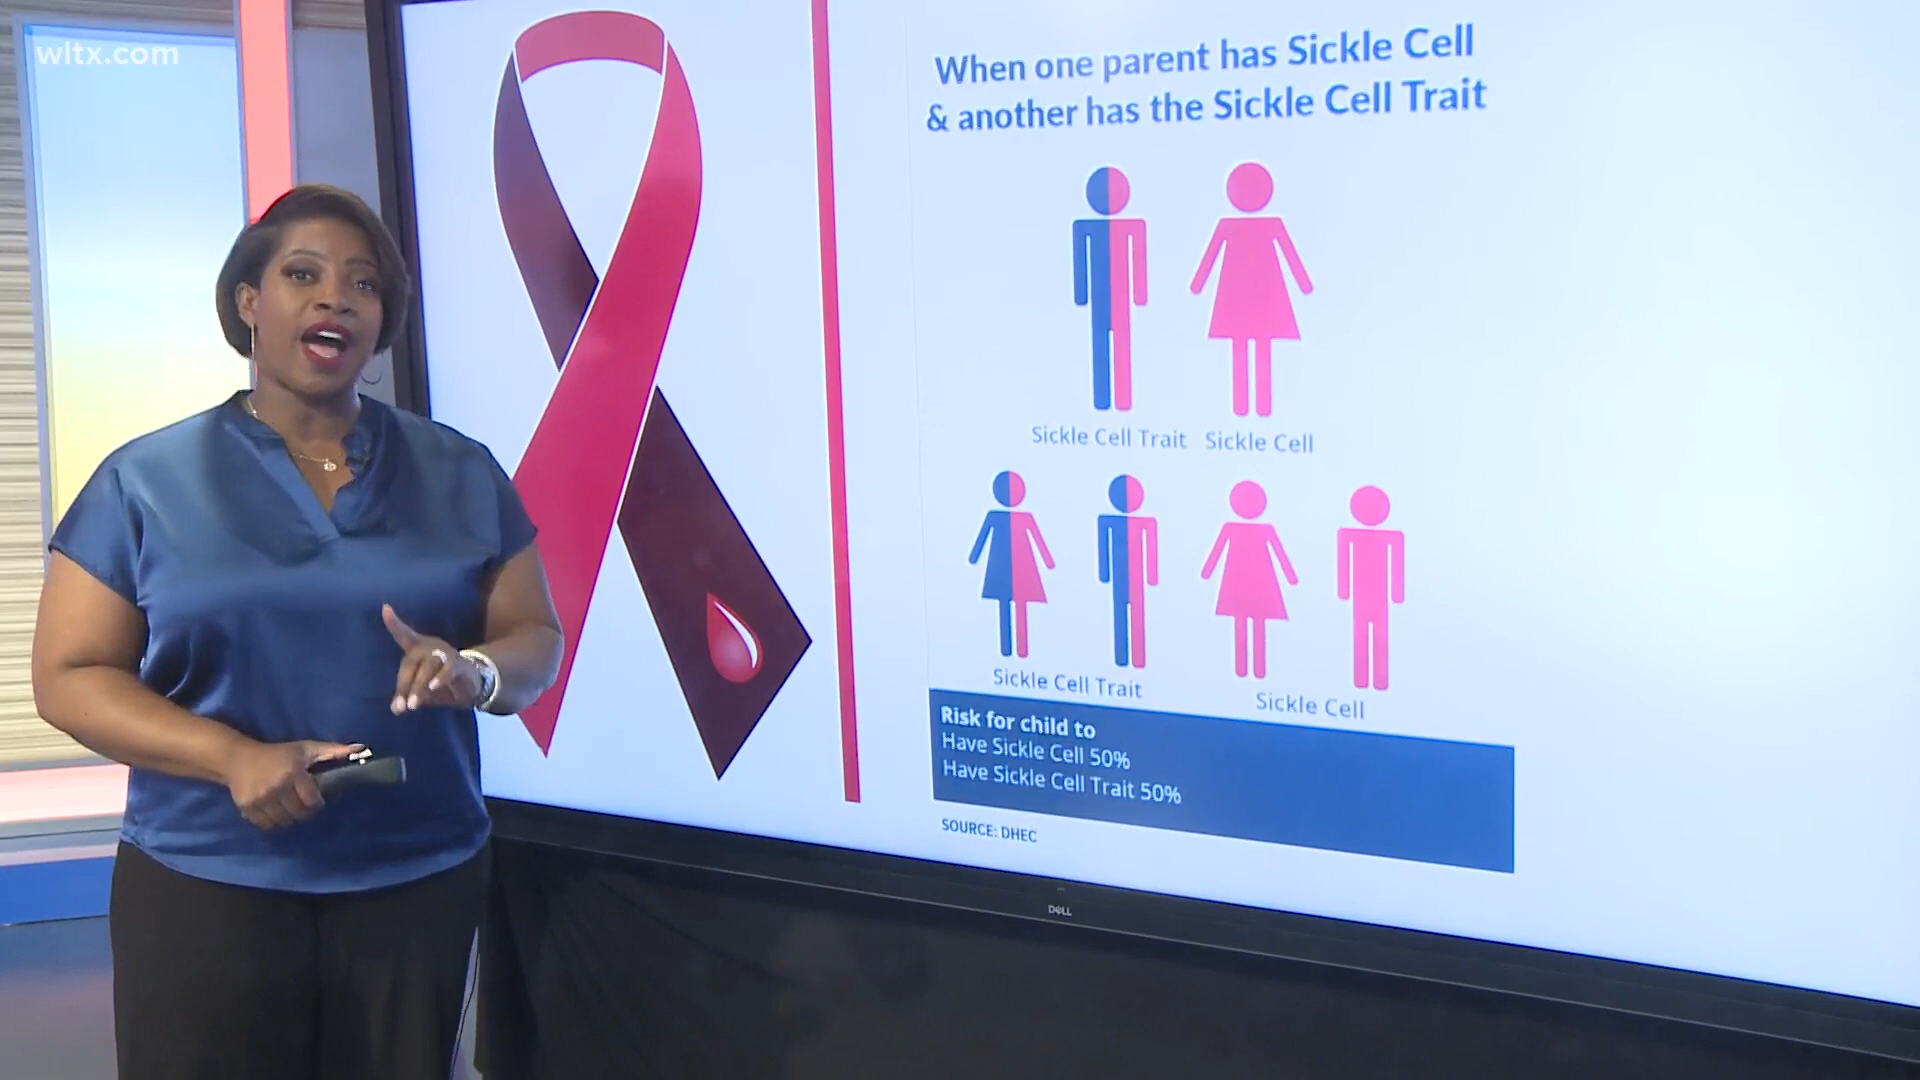 wltx.com
When one parent has Sickle Cell
& another has the Sickle Cell Trait
Sickle Cell Trait Sickle Cell
Sickle Cell Trait
Sickle Cell
Risk for child to
Have Sickle Cell 50%
Have Sickle Cell Trait 50%
SOURCE: DHEC
DELL